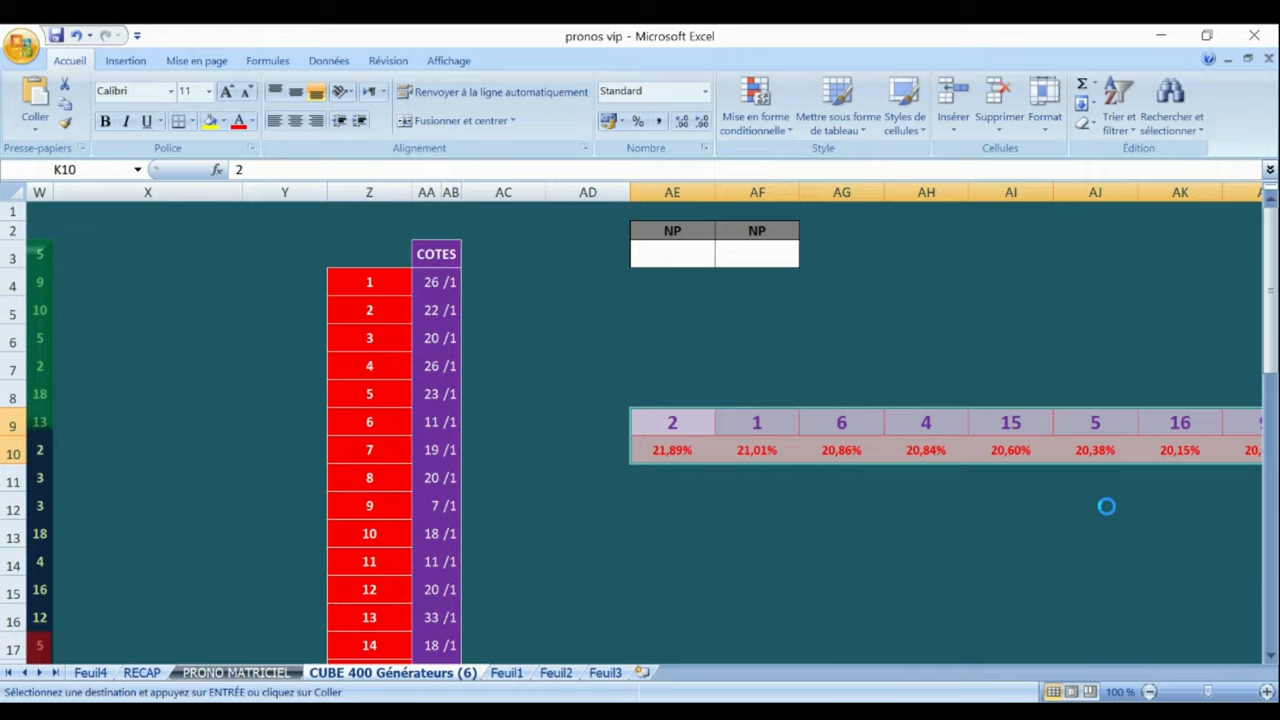 pronos vip - Microsoft Excel
Accueil Insertion Mise en page Formules Données Révision Affichage
Coller
Presse-papiers
Calibri 11
Police
Renvoyer à la ligne automatiquement
Fusionner et centrer
Alignement
Standard
Nombre
Mise en forme conditionnelle
Mettre sous forme de tableau
Styles de cellules
Style
Insérer Supprimer Format
Cellules
Trier et filtrer
Rechercher et sélectionner
Édition
K10 fx 2
W X Y Z AA AB AC AD AE AF AG AH AI AJ AK
1
2 NP NP
3 5 COTES
4 9 1 26 /1
5 10 2 22 /1
6 5 3 20 /1
7 2 4 26 /1
8 18 5 23 /1
9 13 6 11 /1 2 1 6 4 15 5 16
10 2 7 19 /1 21,89% 21,01% 20,86% 20,84% 20,60% 20,38% 20,15% 20,
11 3 8 20 /1
12 3 9 7 /1
13 18 10 18 /1
14 4 11 11 /1
15 16 12 20 /1
16 12 13 33 /1
17 5 14 18 /1
Feuil4 RECAP PRONO MATRICIEL CUBE 400 Générateurs (6) Feuil1 Feuil2 Feuil3
Sélectionnez une destination et appuyez sur ENTRÉE ou cliquez sur Coller 100 %